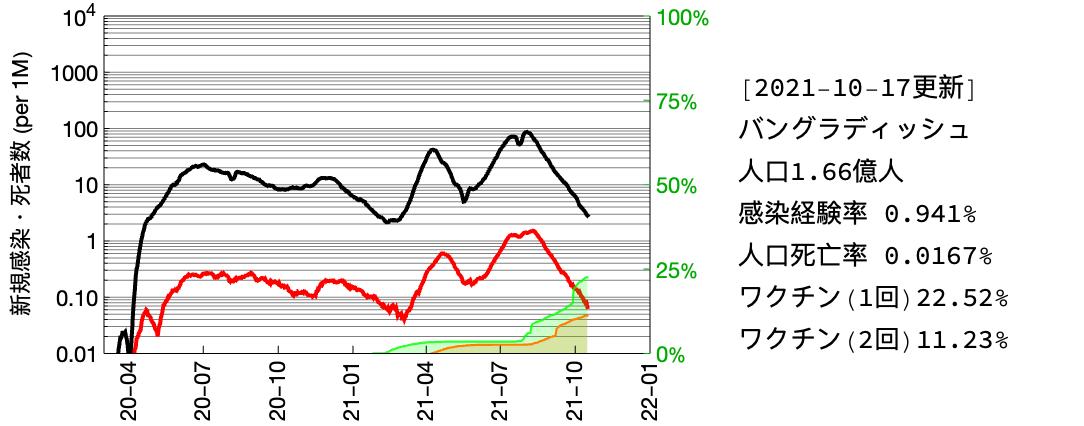 新規感染・死者数 (per 1M)
10⁴
1000
100
10
1
0.10
0.01
100%
75%
50%
25%
0%
20-04
20-07
20-10
21-01
21-04
21-07
21-10
22-01
[2021-10-17更新]
バングラディッシュ
人口1.66億人
感染経験率 0.941%
人口死亡率 0.0167%
ワクチン(1回)22.52%
ワクチン(2回)11.23%